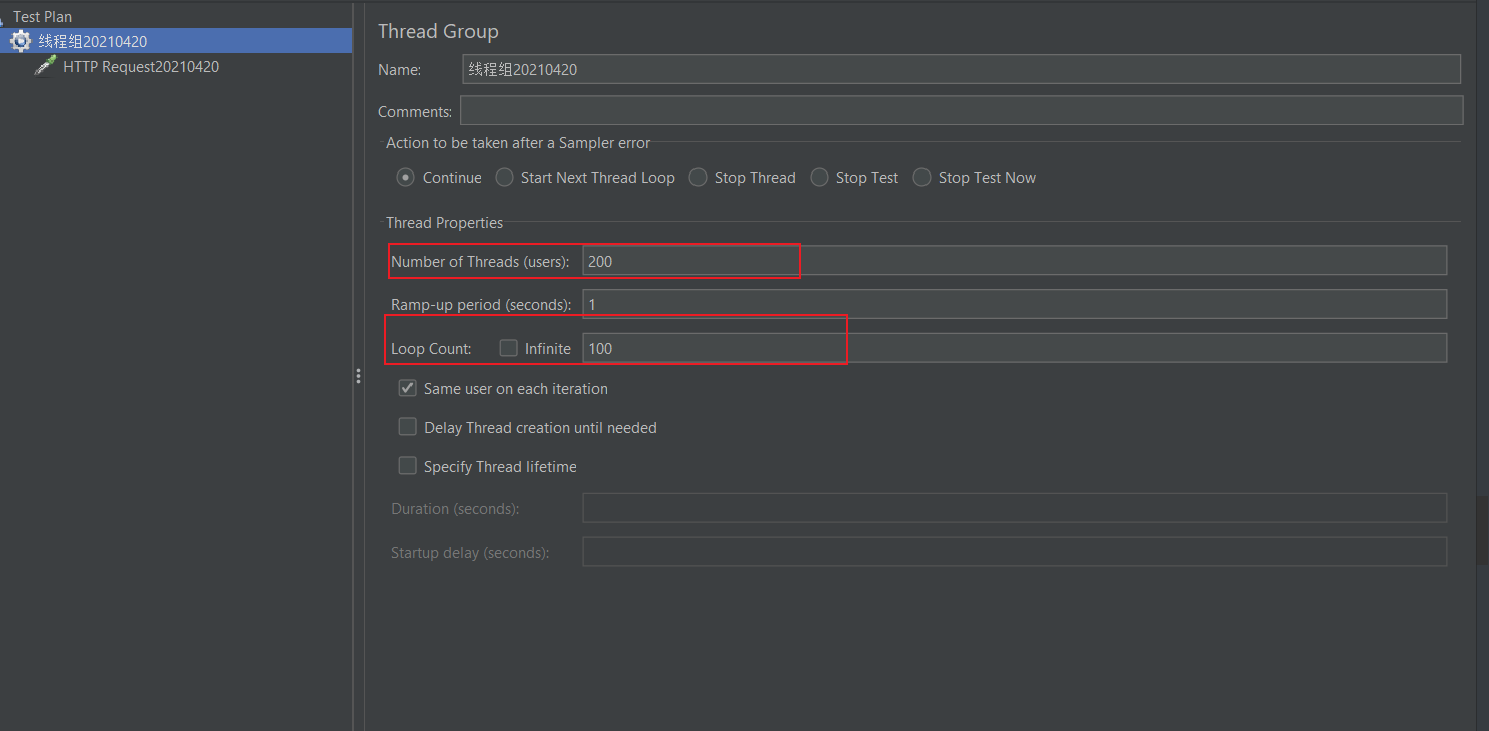 Test Plan
线程组20210420
HTTP Request20210420
Thread Group
Name: 线程组20210420
Comments:
Action to be taken after a Sampler error
Continue Start Next Thread Loop Stop Thread Stop Test Stop Test Now
Thread Properties
Number of Threads (users): 200
Ramp-up period (seconds): 1
Loop Count: Infinite 100
Same user on each iteration
Delay Thread creation until needed
Specify Thread lifetime
Duration (seconds):
Startup delay (seconds):